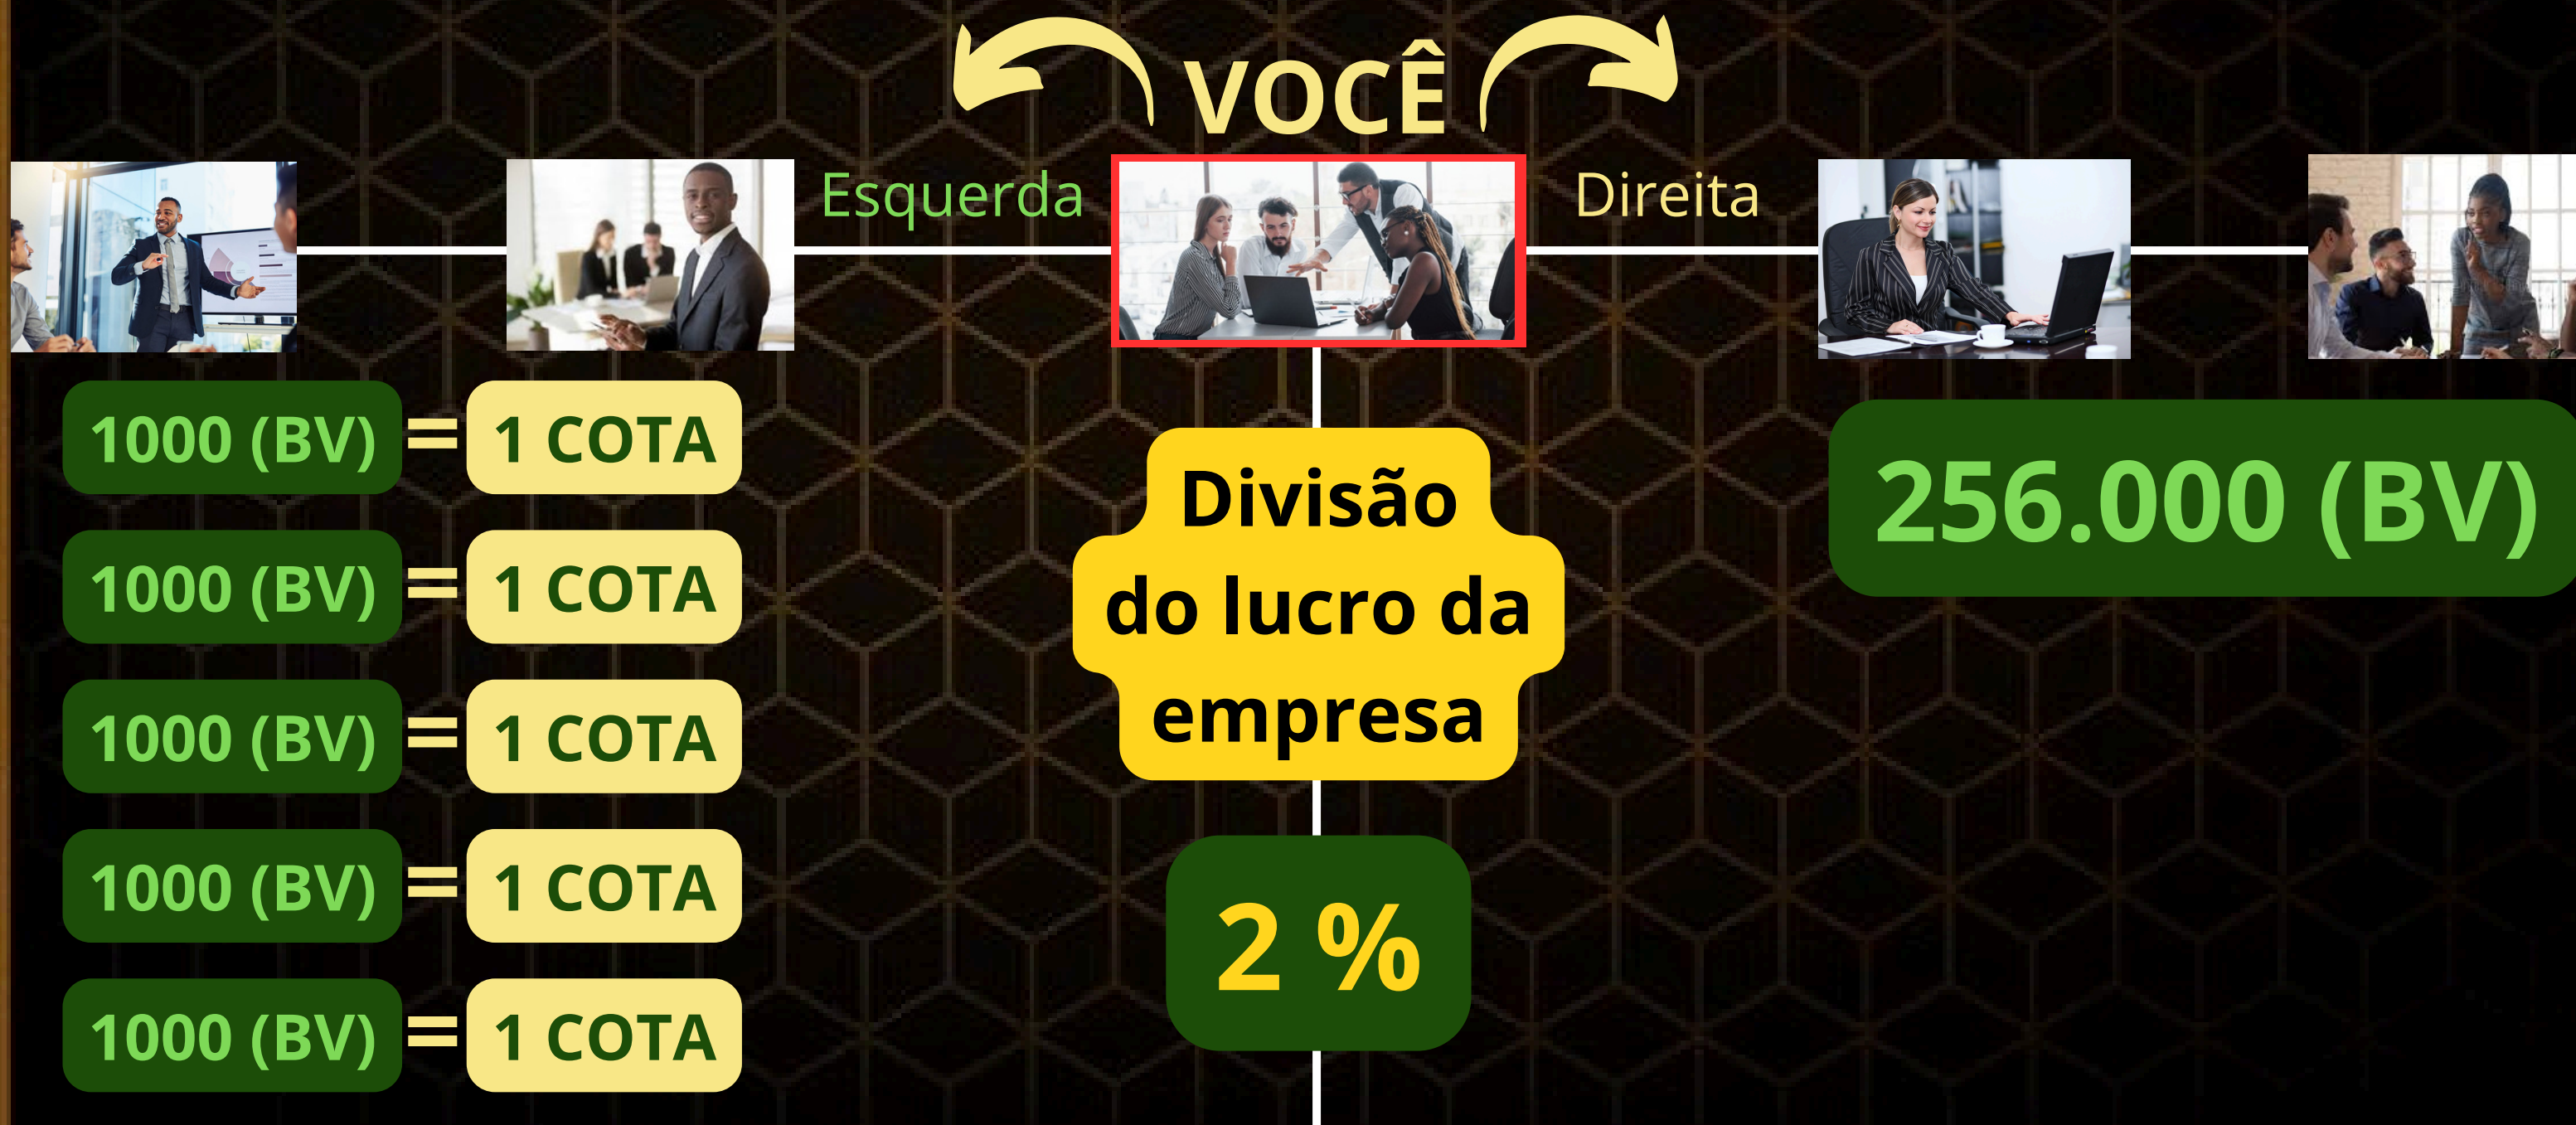 VOCÊ
Esquerda
Direita
1000 (BV) = 1 COTA
1000 (BV) = 1 COTA
1000 (BV) = 1 COTA
1000 (BV) = 1 COTA
1000 (BV) = 1 COTA
Divisão
do lucro da
empresa
2 %
256.000 (BV)